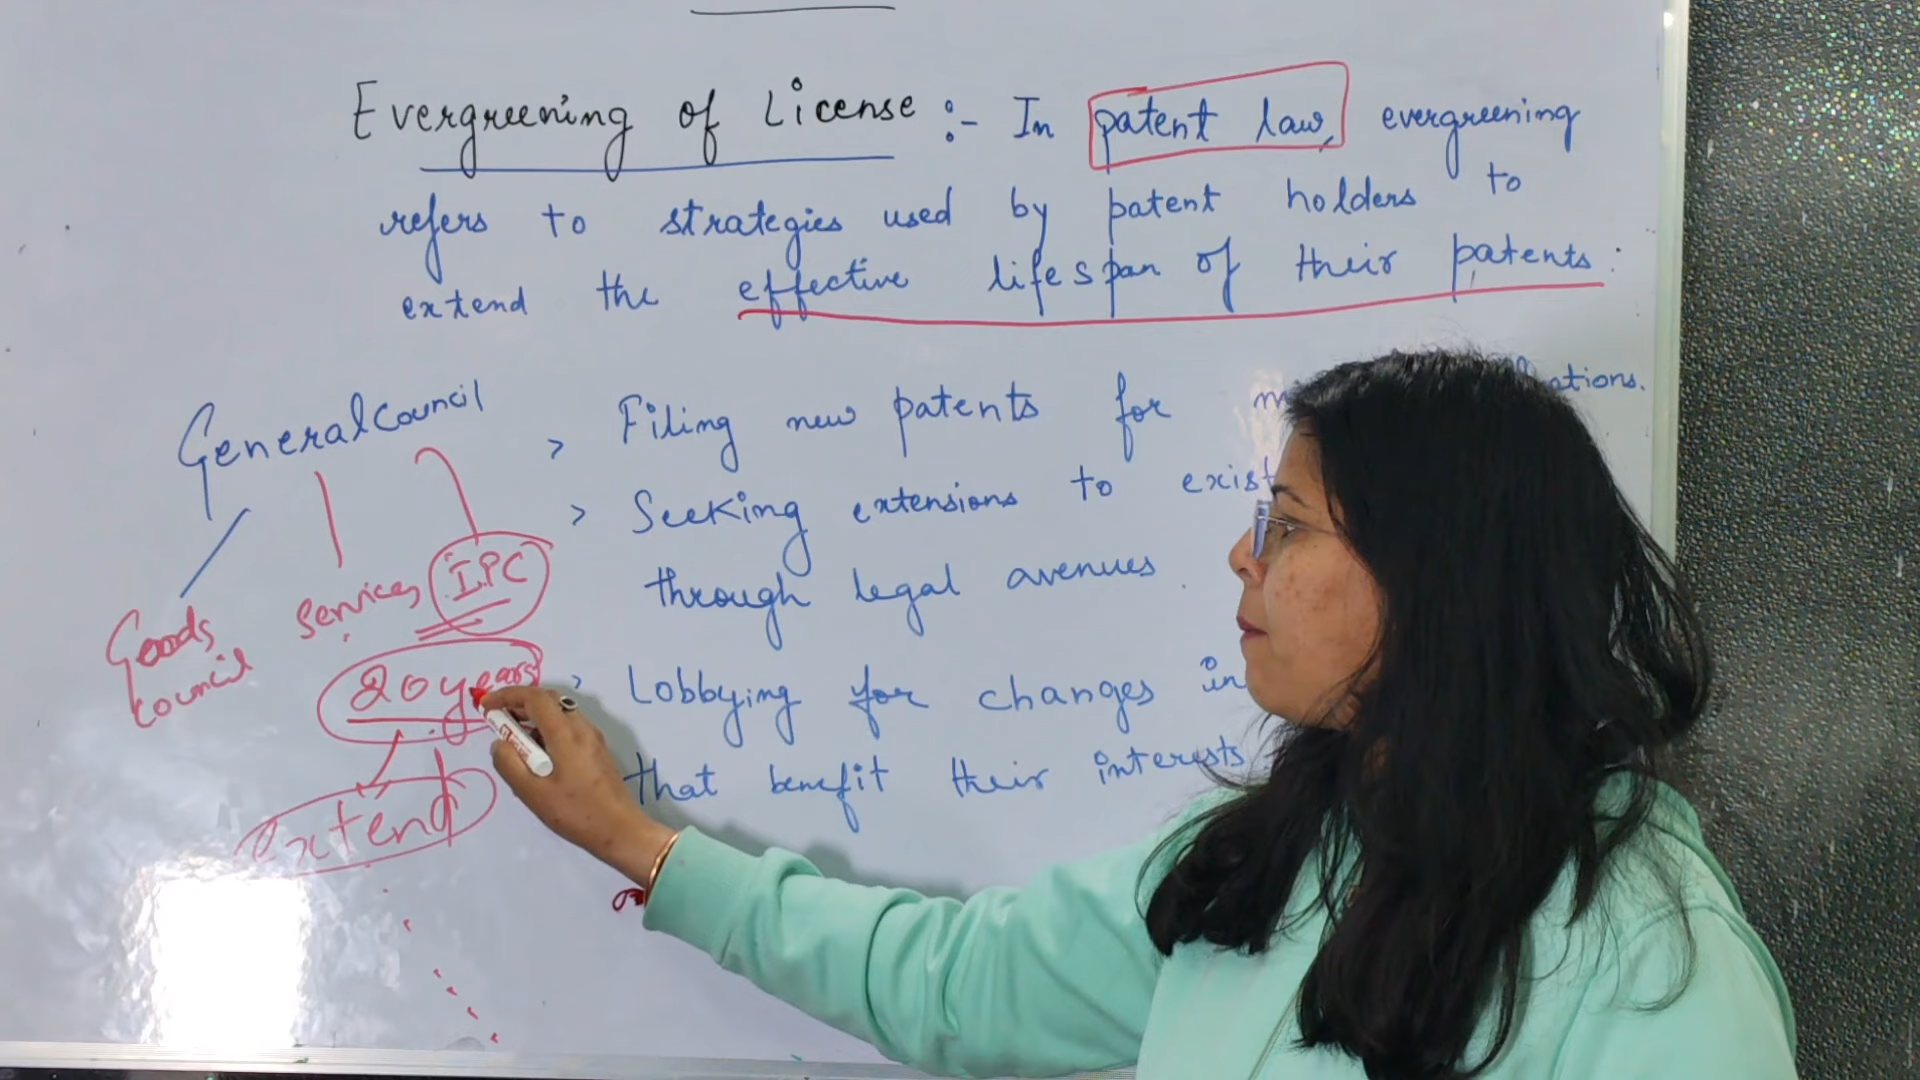 Evergreening of License :- In patent law, evergreening
refers to strategies used by patent holders to
extend the effective lifespan of their patents.
General Council
Goods Council
Services
IPC
20 years
extend
> Filing new patents for
> Seeking extensions to
through legal avenues.
> Lobbying for changes in
that benefit their interests